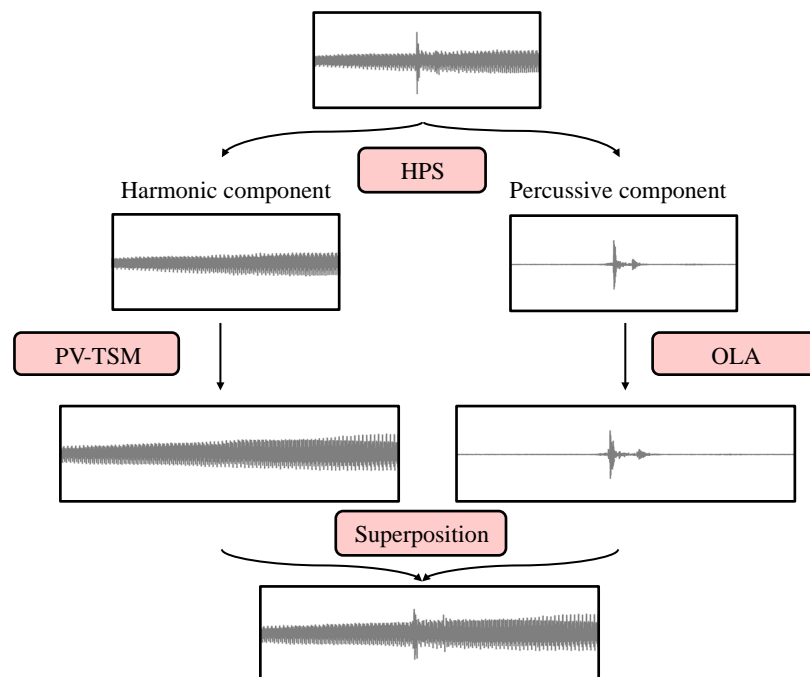 HPS
Harmonic component
Percussive component
PV-TSM
OLA
Superposition